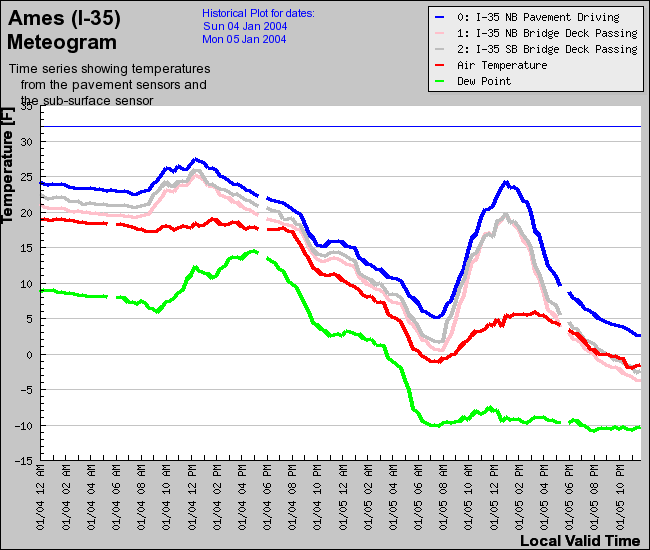 Ames (I-35)
Meteogram
Historical Plot for dates:
Sun 04 Jan 2004
Mon 05 Jan 2004
Time series showing temperatures
from the pavement sensors and
the sub-surface sensor
0: I-35 NB Pavement Driving
1: I-35 NB Bridge Deck Passing
2: I-35 SB Bridge Deck Passing
Air Temperature
Dew Point
Temperature [F]
35
30
25
20
15
10
5
0
-5
-10
-15
01/04 12 AM
01/04 02 AM
01/04 04 AM
01/04 06 AM
01/04 08 AM
01/04 10 AM
01/04 12 PM
01/04 02 PM
01/04 04 PM
01/04 06 PM
01/04 08 PM
01/04 10 PM
01/05 12 AM
01/05 02 AM
01/05 04 AM
01/05 06 AM
01/05 08 AM
01/05 10 AM
01/05 12 PM
01/05 02 PM
01/05 04 PM
01/05 06 PM
01/05 08 PM
01/05 10 PM
Local Valid Time